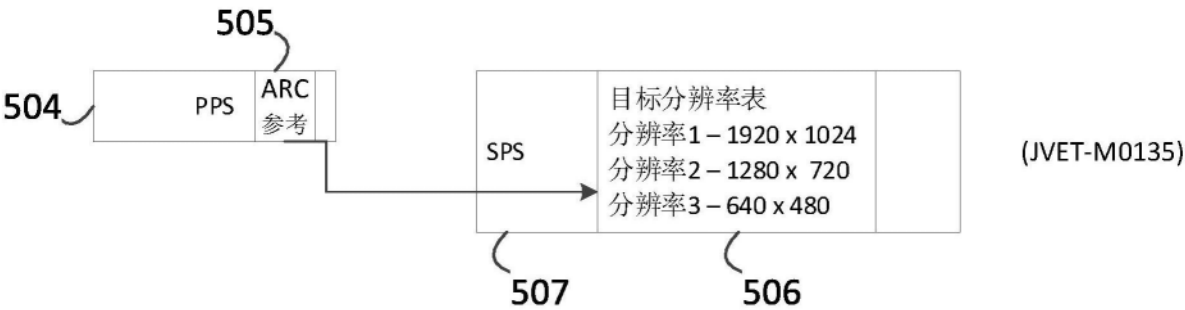 505
504
PPS
ARC
参考
SPS
目标分辨率表
分辨率1 – 1920 x 1024
分辨率2 – 1280 x 720
分辨率3 – 640 x 480
(JVET-M0135)
507
506